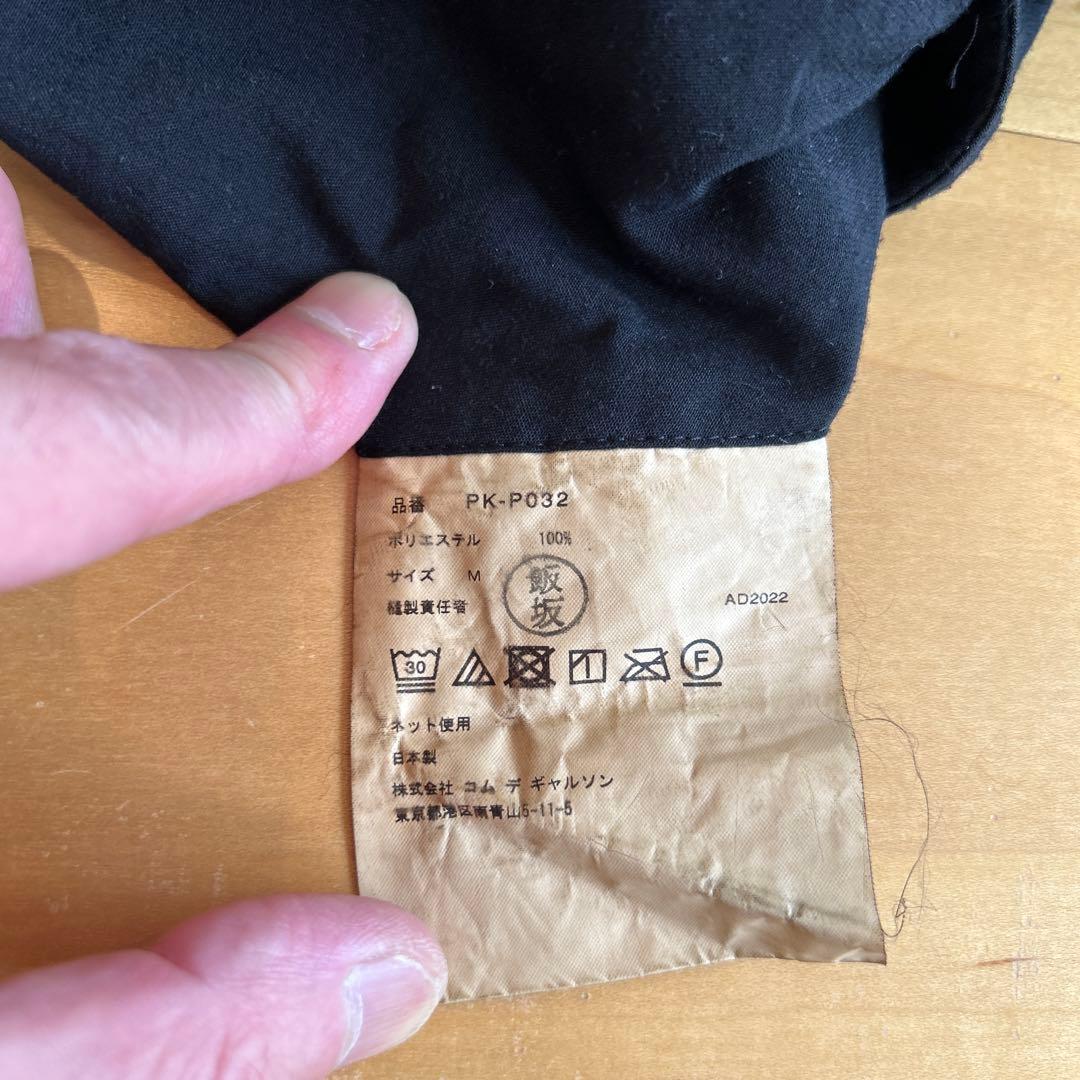 品番 PK-P032
ポリエステル 100%
サイズ M
縫製責任者 飯坂
AD2022
30 F
ネット使用
日本製
株式会社 コム デ ギャルソン
東京都港区南青山5-11-5